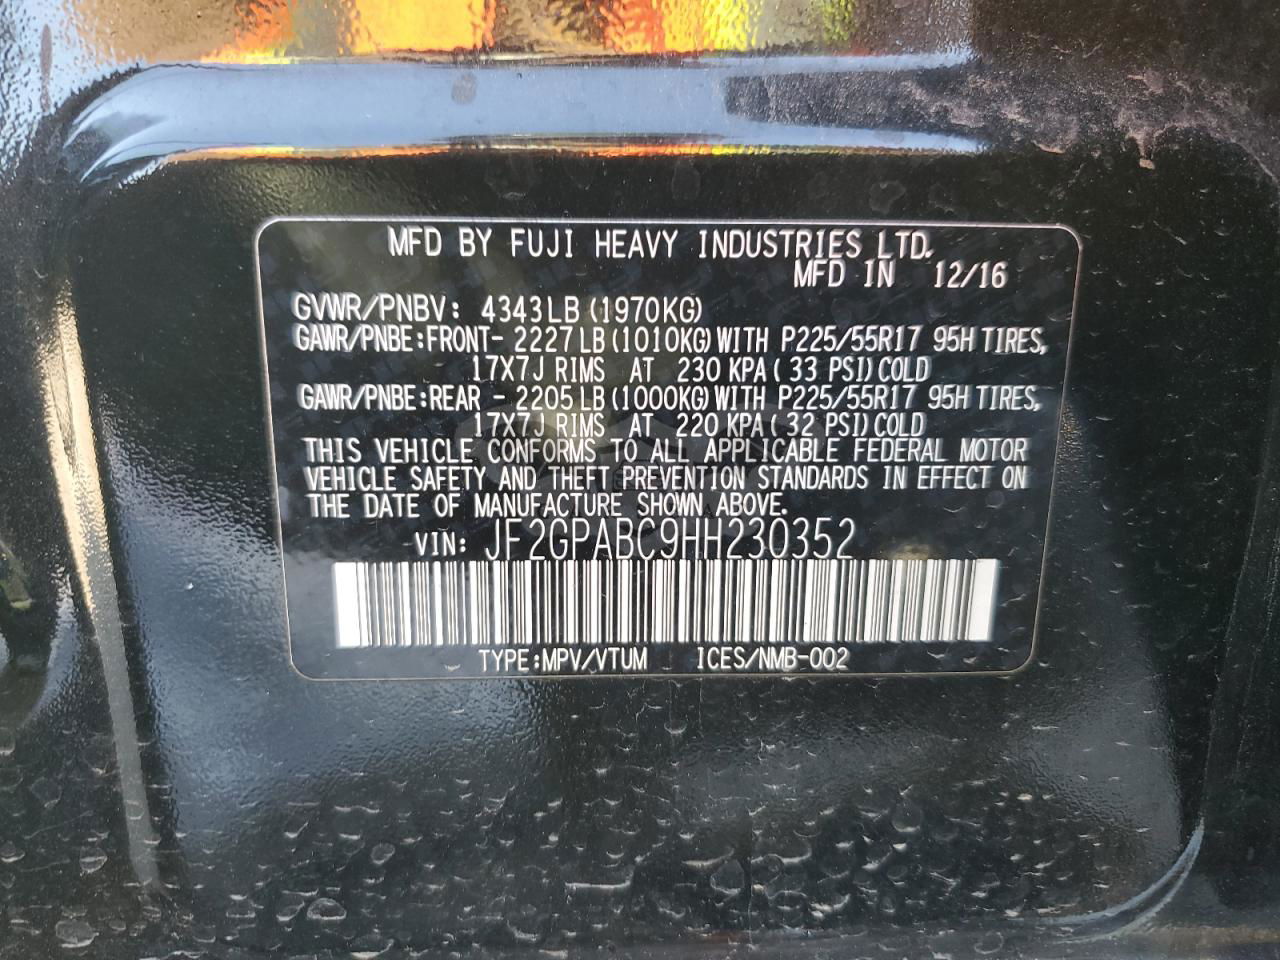 MFD BY FUJI HEAVY INDUSTRIES LTD.
MFD IN 12/16
GVWR/PNBV: 4343LB (1970KG)
GAWR/PNBE:FRONT- 2227LB (1010KG) WITH P225/55R17 95H TIRES,
17X7J RIMS AT 230 KPA ( 33 PSI) COLD
GAWR/PNBE:REAR - 2205LB (1000KG) WITH P225/55R17 95H TIRES,
17X7J RIMS AT 220 KPA ( 32 PSI) COLD
THIS VEHICLE CONFORMS TO ALL APPLICABLE FEDERAL MOTOR
VEHICLE SAFETY AND THEFT PREVENTION STANDARDS IN EFFECT ON
THE DATE OF MANUFACTURE SHOWN ABOVE.
VIN: JF2GPABC9HH230352
TYPE:MPV/VTUM ICES/NMB-002